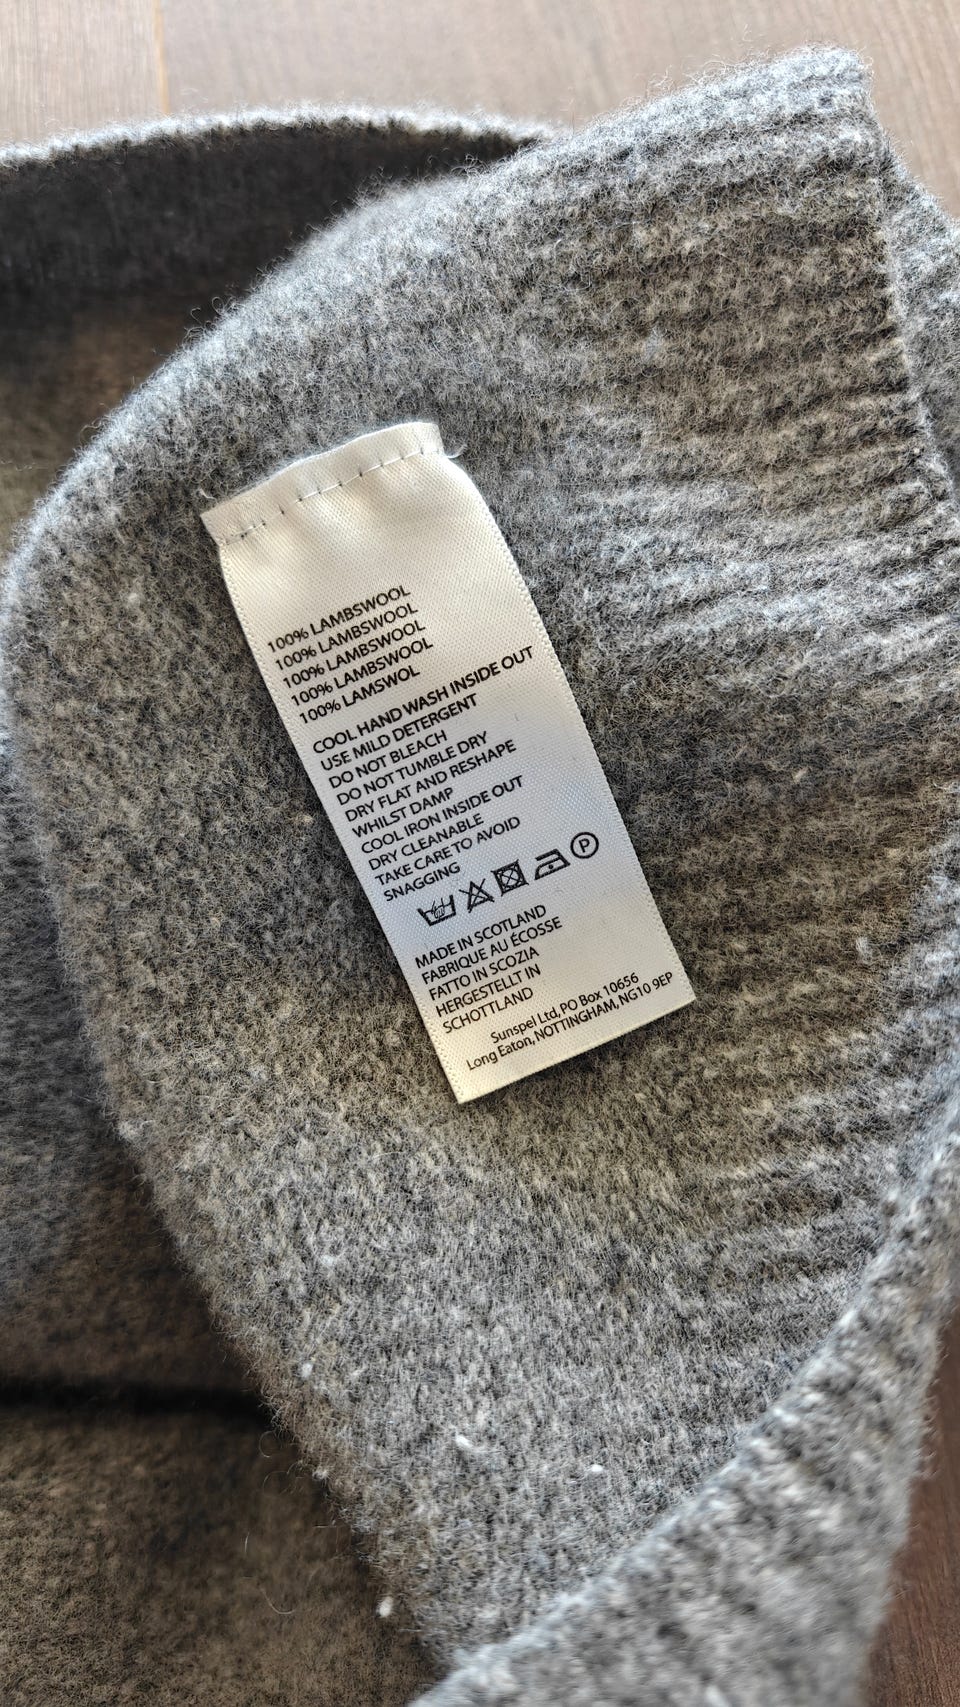 100% LAMBSWOOL
100% LAMBSWOOL
100% LAMBSWOOL
100% LAMBSWOOL
100% LAMSWOL
COOL HAND WASH INSIDE OUT
USE MILD DETERGENT
DO NOT BLEACH
DO NOT TUMBLE DRY
DRY FLAT AND RESHAPE
WHILST DAMP
COOL IRON INSIDE OUT
DRY CLEANABLE
TAKE CARE TO AVOID
SNAGGING
P
MADE IN SCOTLAND
FABRIQUE AU ÉCOSSE
FATTO IN SCOZIA
HERGESTELLT IN
SCHOTTLAND
Sunspel Ltd, PO Box 10656
Long Eaton, NOTTINGHAM, NG10 9EP